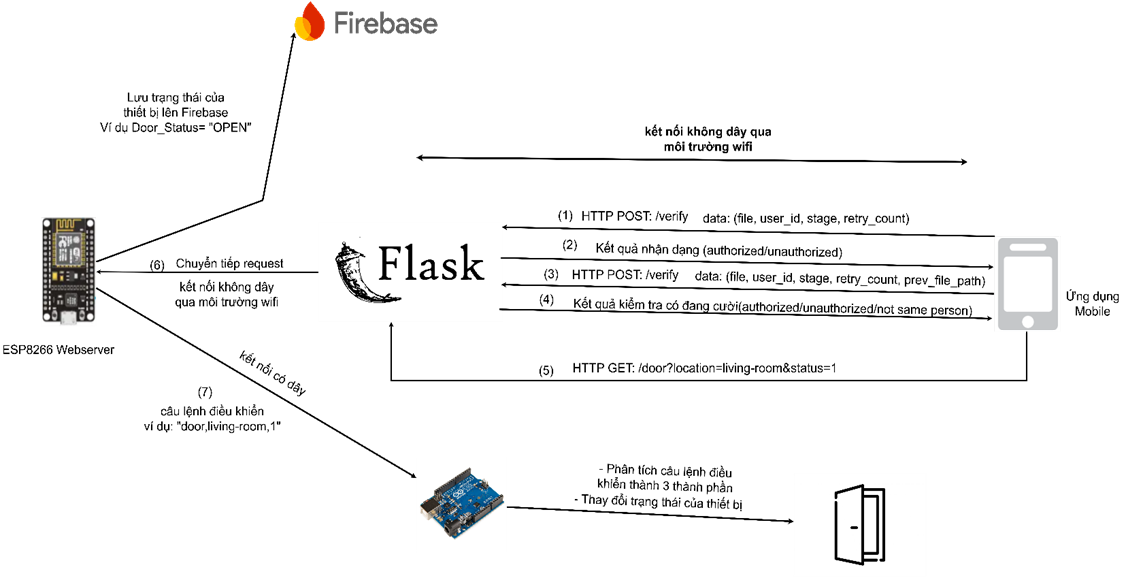 Firebase
Lưu trạng thái của
thiết bị lên Firebase
Ví dụ Door_Status= "OPEN"
kết nối không dây qua
môi trường wifi
(1) HTTP POST: /verify data: (file, user_id, stage, retry_count)
(2) Kết quả nhận dạng (authorized/unauthorized)
(3) HTTP POST: /verify data: (file, user_id, stage, retry_count, prev_file_path)
(4) Kết quả kiểm tra có đang cười(authorized/unauthorized/not same person)
Flask
(6) Chuyển tiếp request
kết nối không dây
qua môi trường wifi
Ứng dụng
Mobile
ESP8266 Webserver
(5) HTTP GET: /door?location=living-room&status=1
kết nối có dây
(7)
câu lệnh điều khiển
ví dụ: "door,living-room,1"
- Phân tích câu lệnh điều
khiển thành 3 thành phần
- Thay đổi trạng thái của thiết bị